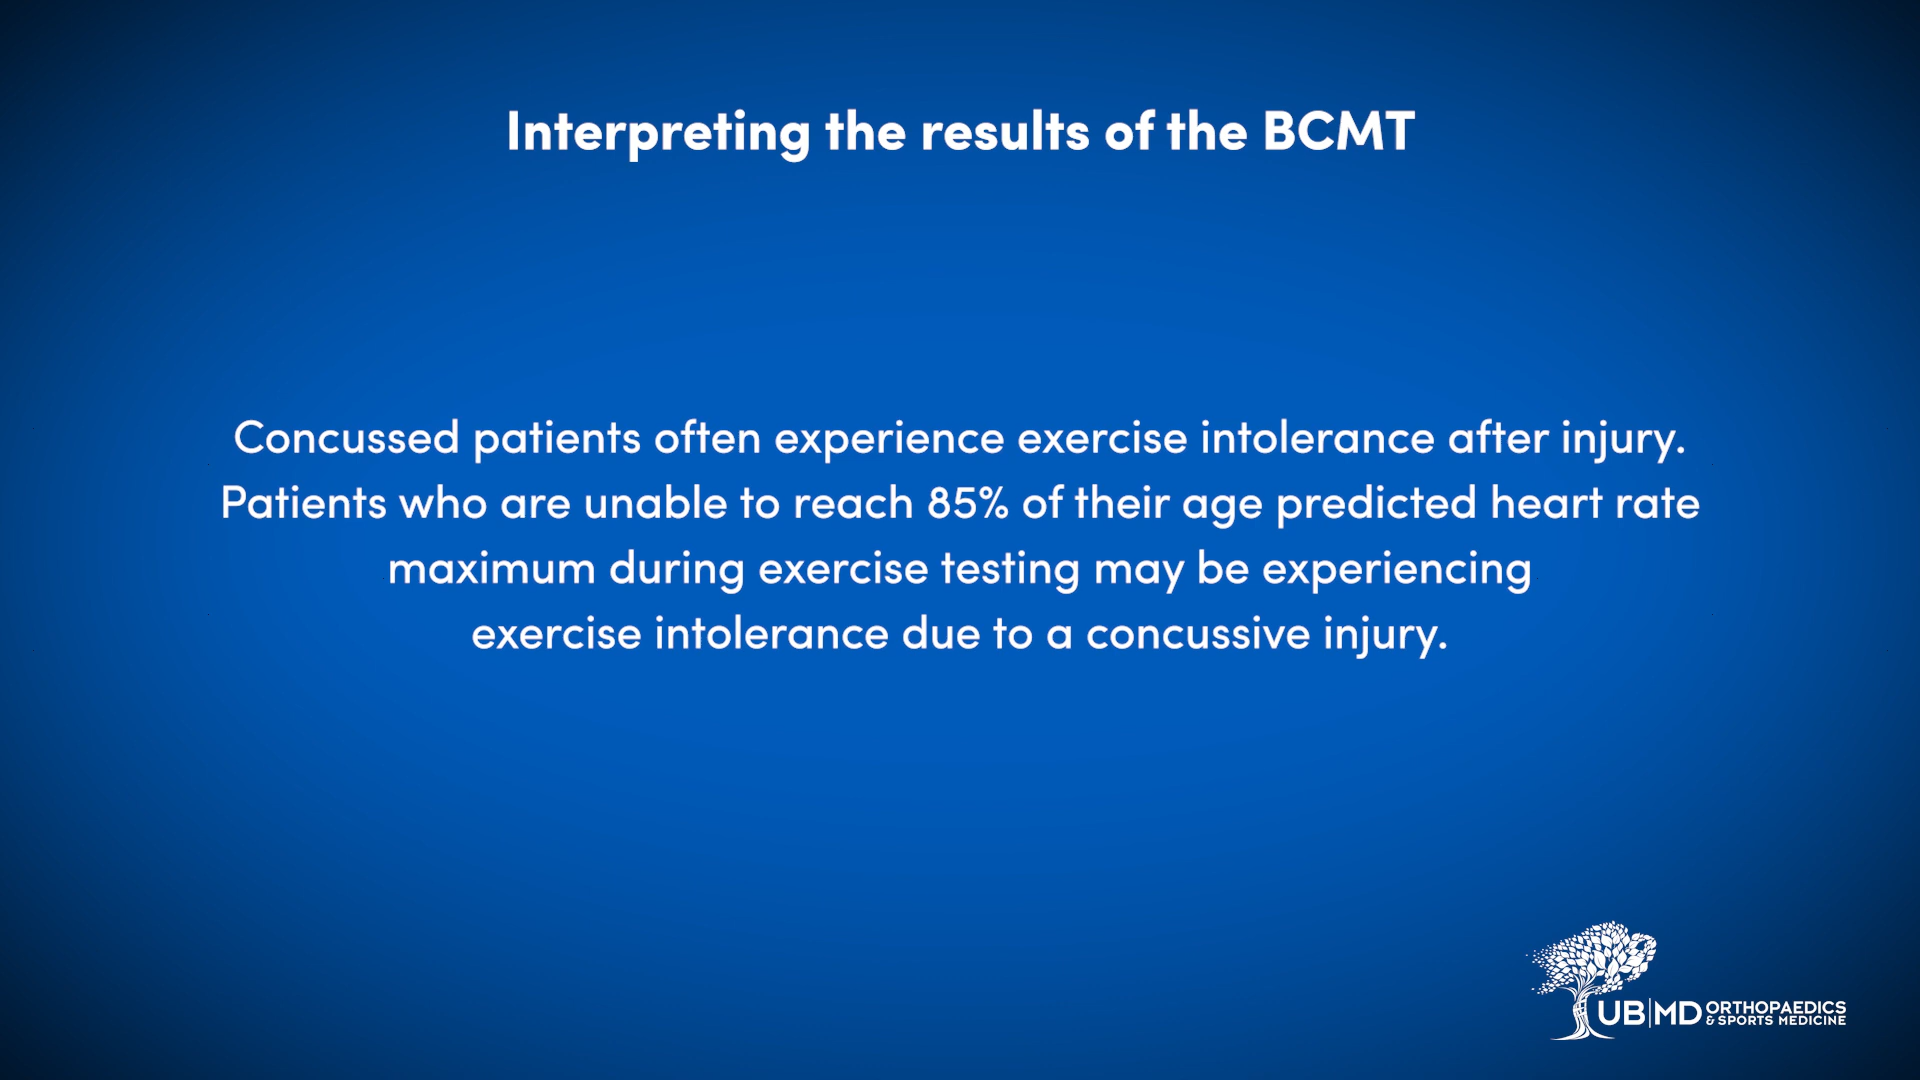 Interpreting the results of the BCMT
Concussed patients often experience exercise intolerance after injury.
Patients who are unable to reach 85% of their age predicted heart rate
maximum during exercise testing may be experiencing
exercise intolerance due to a concussive injury.
UB|MD ORTHOPAEDICS
& SPORTS MEDICINE